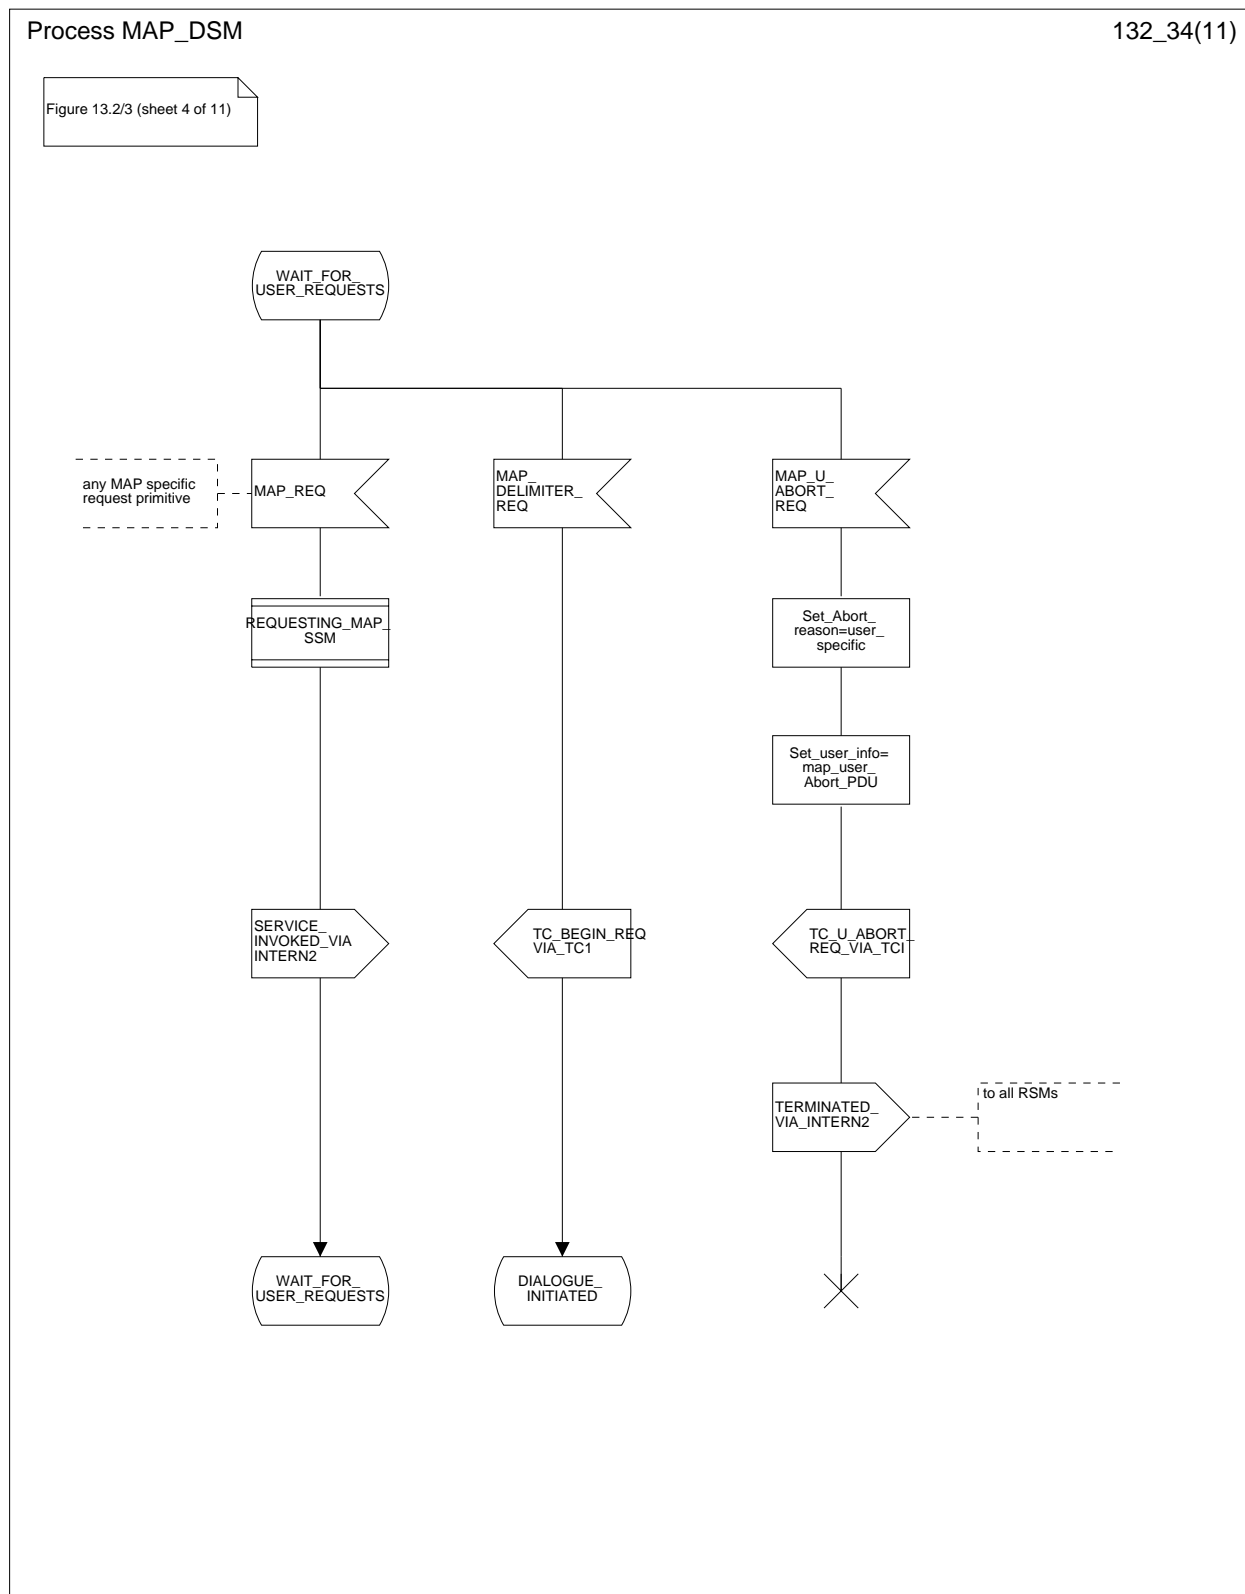 Process MAP_DSM
132_34(11)
Figure 13.2/3 (sheet 4 of 11)
WAIT_FOR_
USER_REQUESTS
any MAP specific
request primitive
MAP_REQ
MAP_
DELIMITER_
REQ
MAP_U_
ABORT_
REQ
REQUESTING_MAP_
SSM
Set_Abort_
reason=user_
specific
Set_user_info=
map_user_
Abort_PDU
SERVICE_
INVOKED_VIA
INTERN2
TC_BEGIN_REQ
VIA_TC1
TC_U_ABORT_
REQ_VIA_TCI
TERMINATED_
VIA_INTERN2
to all RSMs
WAIT_FOR_
USER_REQUESTS
DIALOGUE_
INITIATED